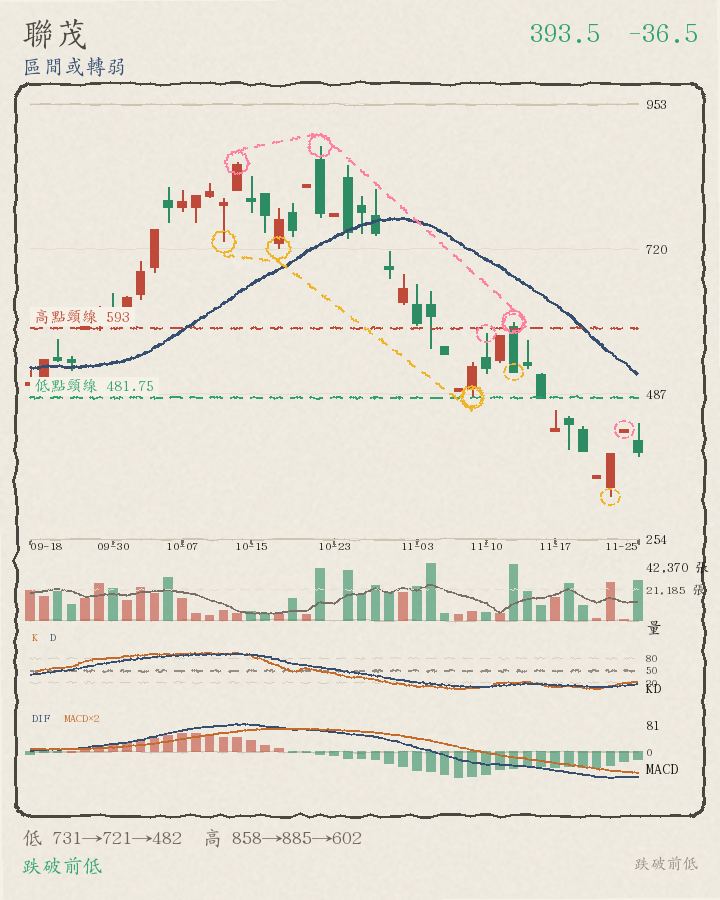 聯茂 393.5 -36.5
區間或轉弱
953
720
高點頸線 593
低點頸線 481.75
487
254
09-18 09-30 10-07 10-15 10-23 11-03 11-10 11-17 11-25
42,370 張
21,185 張
量
K D
80
50
20
KD
DIF MACD×2
81
0
MACD
低 731→721→482 高 858→885→602
跌破前低 跌破前低